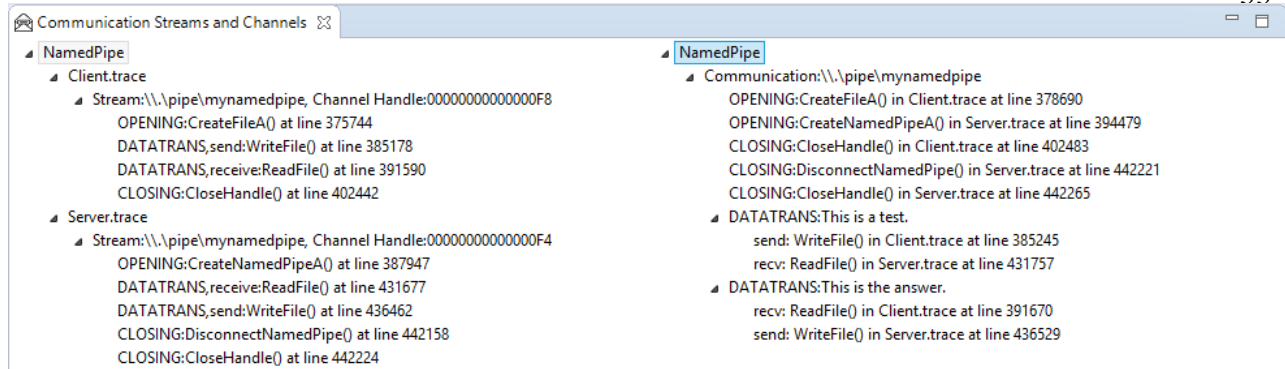 Communication Streams and Channels
NamedPipe
Client.trace
Stream:\\.\pipe\mynamedpipe, Channel Handle:00000000000000F8
OPENING:CreateFileA() at line 375744
DATATRANS,send:WriteFile() at line 385178
DATATRANS,receive:ReadFile() at line 391590
CLOSING:CloseHandle() at line 402442
Server.trace
Stream:\\.\pipe\mynamedpipe, Channel Handle:00000000000000F4
OPENING:CreateNamedPipeA() at line 387947
DATATRANS,receive:ReadFile() at line 431677
DATATRANS,send:WriteFile() at line 436462
CLOSING:DisconnectNamedPipe() at line 442158
CLOSING:CloseHandle() at line 442224
NamedPipe
Communication:\\.\pipe\mynamedpipe
OPENING:CreateFileA() in Client.trace at line 378690
OPENING:CreateNamedPipeA() in Server.trace at line 394479
CLOSING:CloseHandle() in Client.trace at line 402483
CLOSING:DisconnectNamedPipe() in Server.trace at line 442221
CLOSING:CloseHandle() in Server.trace at line 442265
DATATRANS:This is a test.
send: WriteFile() in Client.trace at line 385245
recv: ReadFile() in Server.trace at line 431757
DATATRANS:This is the answer.
recv: ReadFile() in Client.trace at line 391670
send: WriteFile() in Server.trace at line 436529